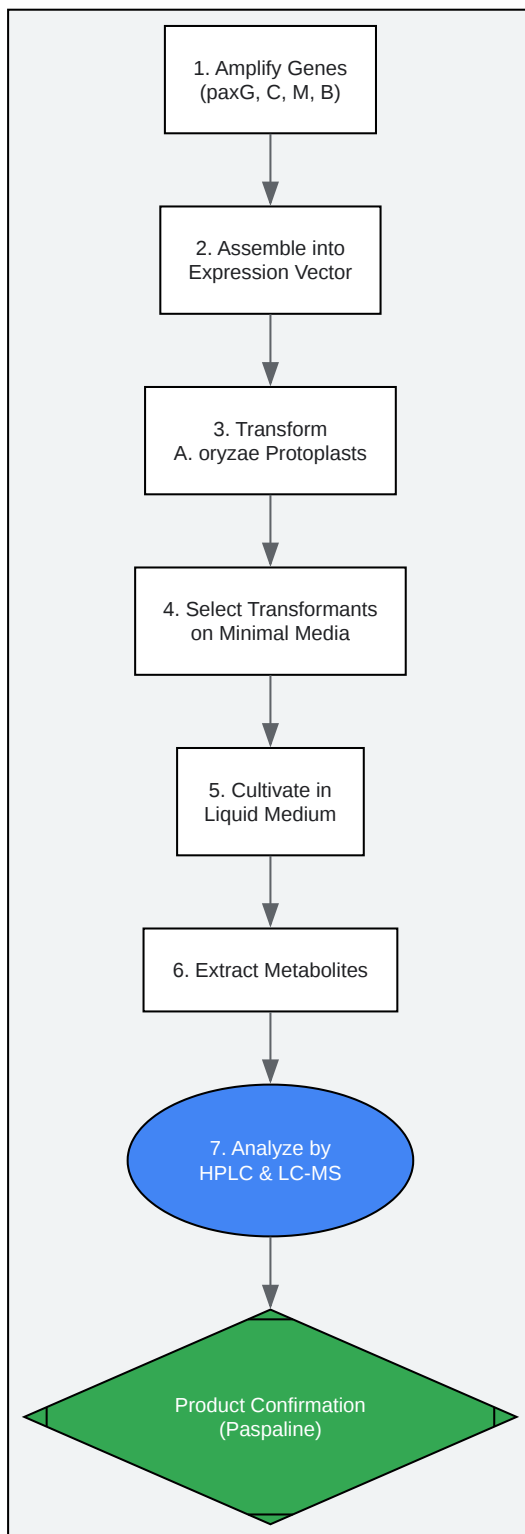 1. Amplify Genes
(paxG, C, M, B)
2. Assemble into
Expression Vector
3. Transform
A. oryzae Protoplasts
4. Select Transformants
on Minimal Media
5. Cultivate in
Liquid Medium
6. Extract Metabolites
7. Analyze by
HPLC & LC-MS
Product Confirmation
(Paspaline)